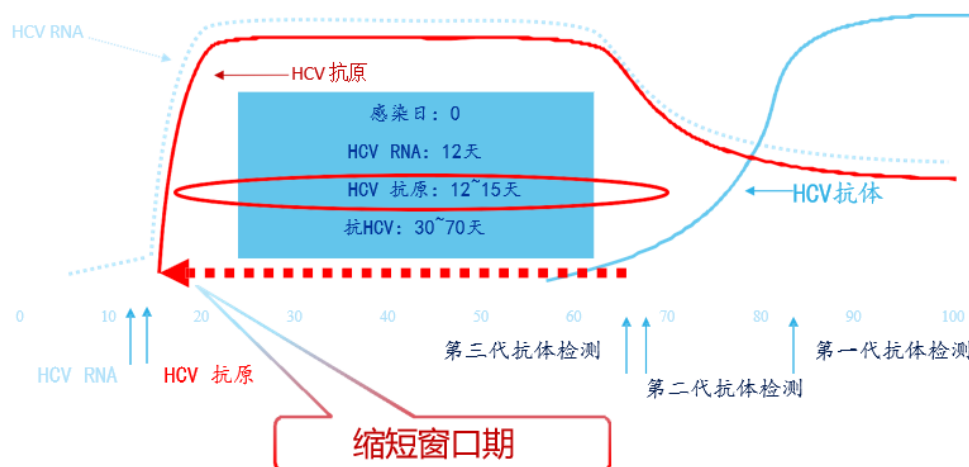 HCV RNA
HCV 抗原
感染日: 0
HCV RNA: 12天
HCV 抗原: 12~15天
抗HCV: 30~70天
HCV抗体
0 10 20 30 40 50 60 70 80 90 100
第三代抗体检测
第一代抗体检测
HCV RNA
HCV 抗原
第二代抗体检测
缩短窗口期